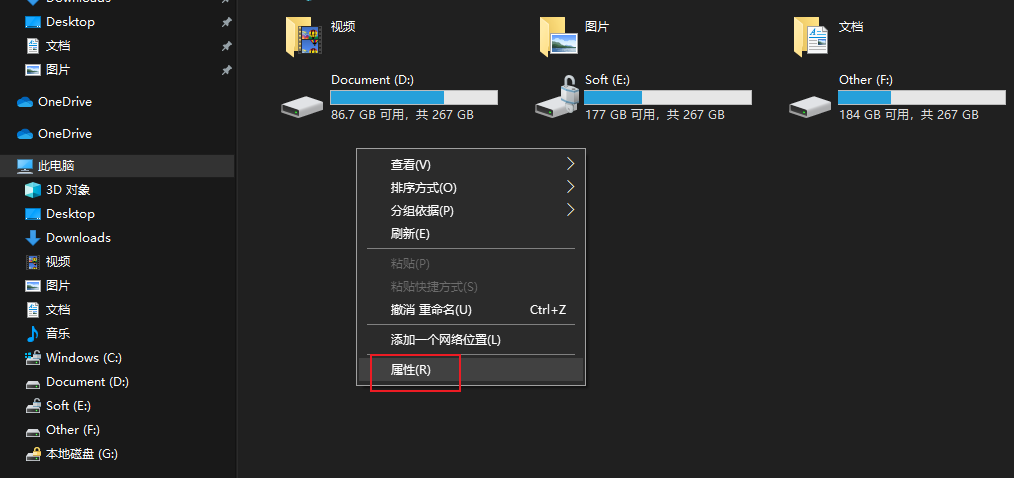 Desktop
文档
图片
OneDrive
OneDrive
此电脑
3D 对象
Desktop
Downloads
视频
图片
文档
音乐
Windows (C:)
Document (D:)
Soft (E:)
Other (F:)
本地磁盘 (G:)
视频
图片
文档
Document (D:)
86.7 GB 可用，共 267 GB
Soft (E:)
177 GB 可用，共 267 GB
Other (F:)
184 GB 可用，共 267 GB
查看(V)
排序方式(O)
分组依据(P)
刷新(E)
粘贴(P)
粘贴快捷方式(S)
撤消 重命名(U) Ctrl+Z
添加一个网络位置(L)
属性(R)